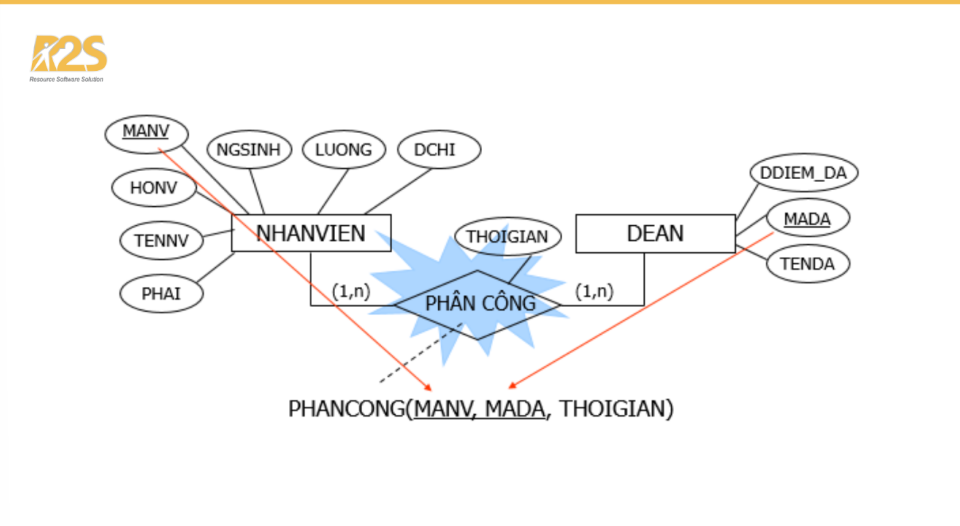 R2S
Resource Software Solution
MANV
NGSINH
LUONG
DCHI
HONV
TENNV
PHAI
NHANVIEN
THOIGIAN
DEAN
DDIEM_DA
MADA
TENDA
(1,n)
PHÂN CÔNG
(1,n)
PHANCONG(MANV, MADA, THOIGIAN)